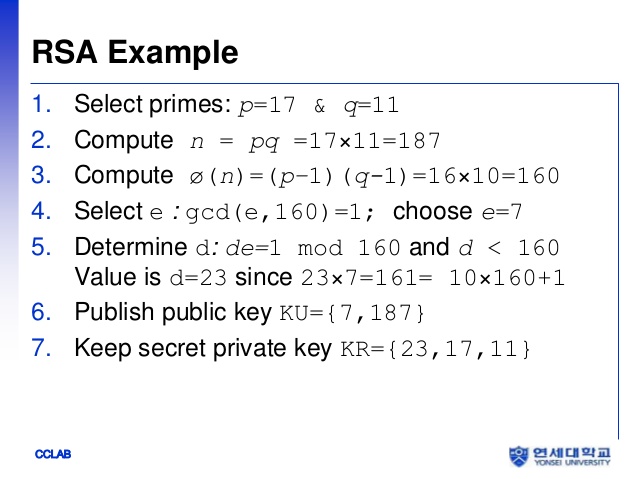 RSA Example
1. Select primes: p=17 & q=11
2. Compute n = pq =17×11=187
3. Compute ø(n)=(p–1)(q-1)=16×10=160
4. Select e : gcd(e,160)=1; choose e=7
5. Determine d: de=1 mod 160 and d < 160
Value is d=23 since 23×7=161= 10×160+1
6. Publish public key KU={7,187}
7. Keep secret private key KR={23,17,11}
CCLAB
연세대학교
YONSEI UNIVERSITY